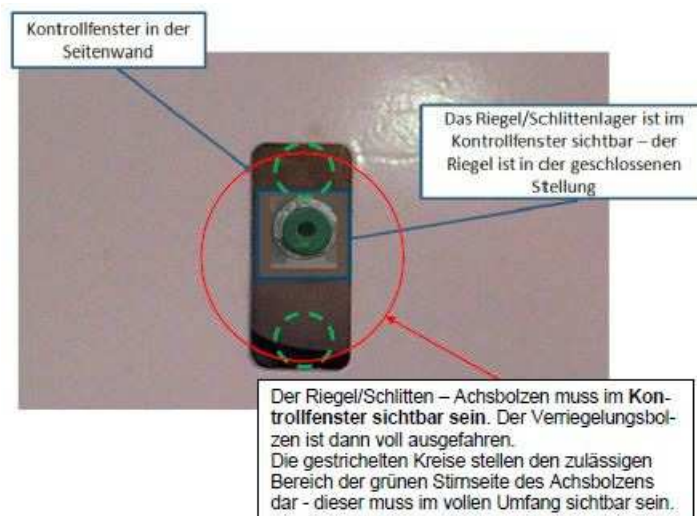 Kontrollfenster in der
Seitenwand
Das Riegel/Schlittenlager ist im
Kontrollfenster sichtbar – der
Riegel ist in der geschlossenen
Stellung
Der Riegel/Schlitten – Achsbolzen muss im Kon-
trollfenster sichtbar sein. Der Verriegelungsbol-
zen ist dann voll ausgefahren.
Die gestrichelten Kreise stellen den zulässigen
Bereich der grünen Stirnseite des Achsbolzens
dar - dieser muss im vollen Umfang sichtbar sein.